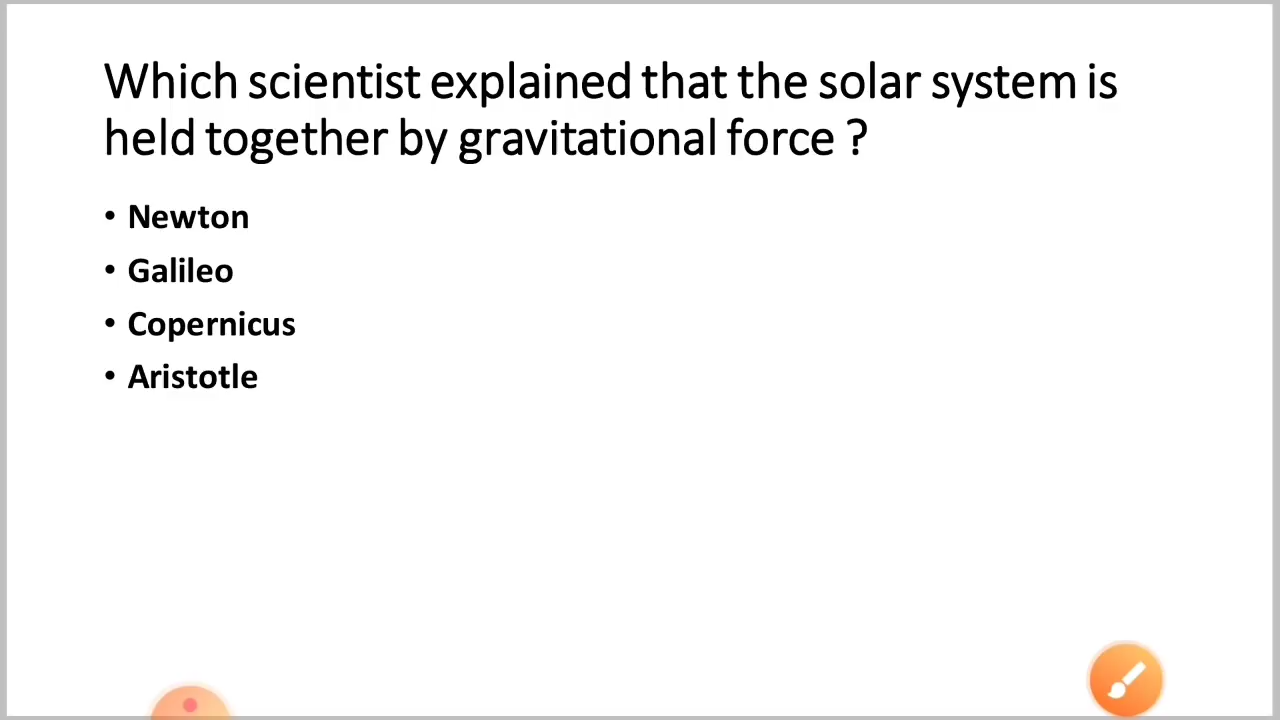 Which scientist explained that the solar system is
held together by gravitational force ?
• Newton
• Galileo
• Copernicus
• Aristotle